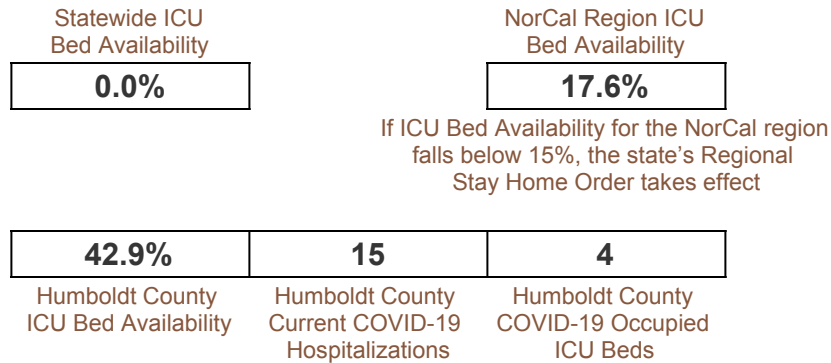 Statewide ICU
Bed Availability
0.0%
NorCal Region ICU
Bed Availability
17.6%
If ICU Bed Availability for the NorCal region
falls below 15%, the state’s Regional
Stay Home Order takes effect
42.9%
Humboldt County
ICU Bed Availability
15
Humboldt County
Current COVID-19
Hospitalizations
4
Humboldt County
COVID-19 Occupied
ICU Beds